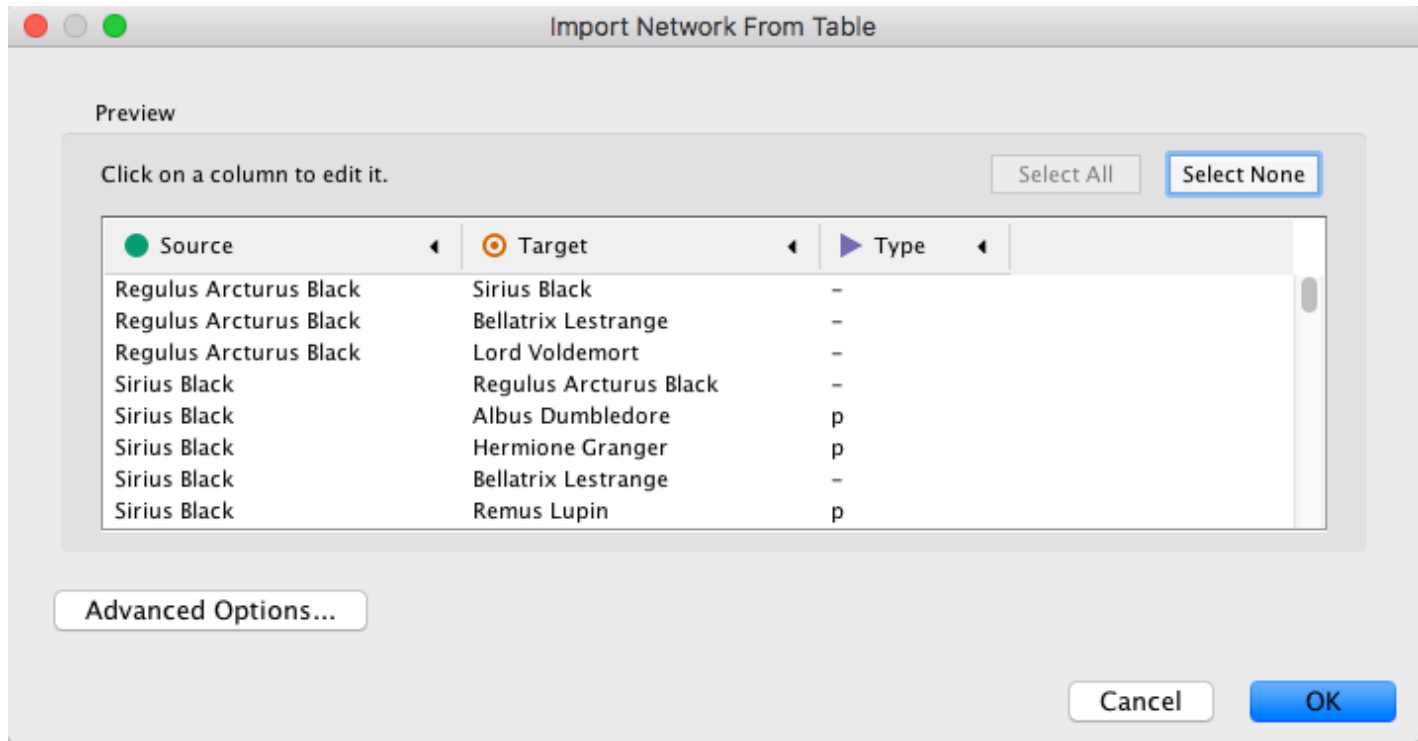 Import Network From Table
Preview
Click on a column to edit it.
Select All
Select None
Source Target Type
Regulus Arcturus Black Sirius Black –
Regulus Arcturus Black Bellatrix Lestrange –
Regulus Arcturus Black Lord Voldemort –
Sirius Black Regulus Arcturus Black –
Sirius Black Albus Dumbledore p
Sirius Black Hermione Granger p
Sirius Black Bellatrix Lestrange –
Sirius Black Remus Lupin p
Advanced Options...
Cancel
OK